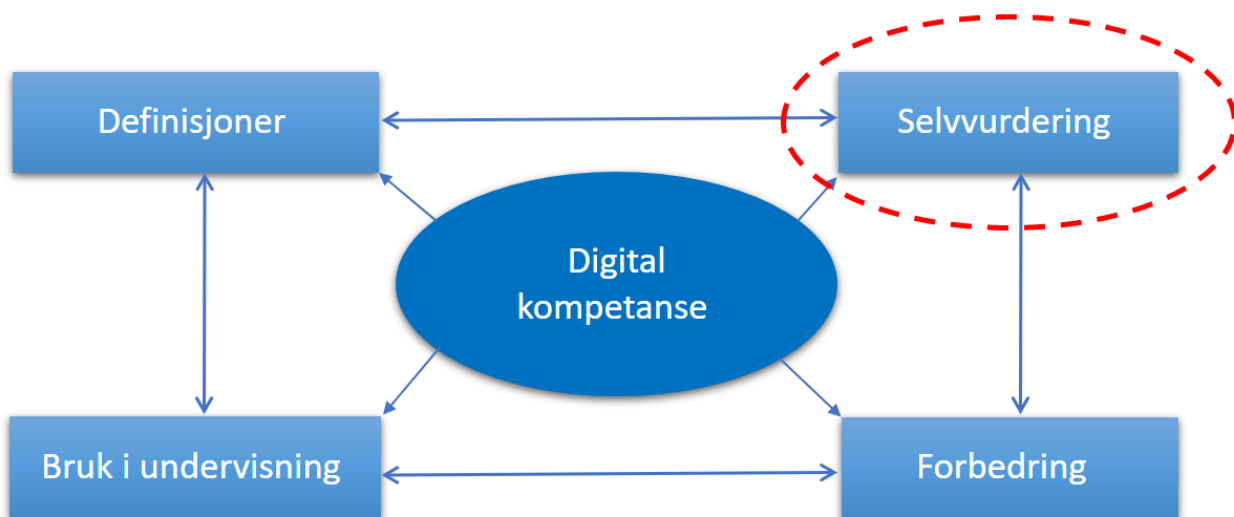 Definisjoner
Selvvurdering
Digital
kompetanse
Bruk i undervisning
Forbedring